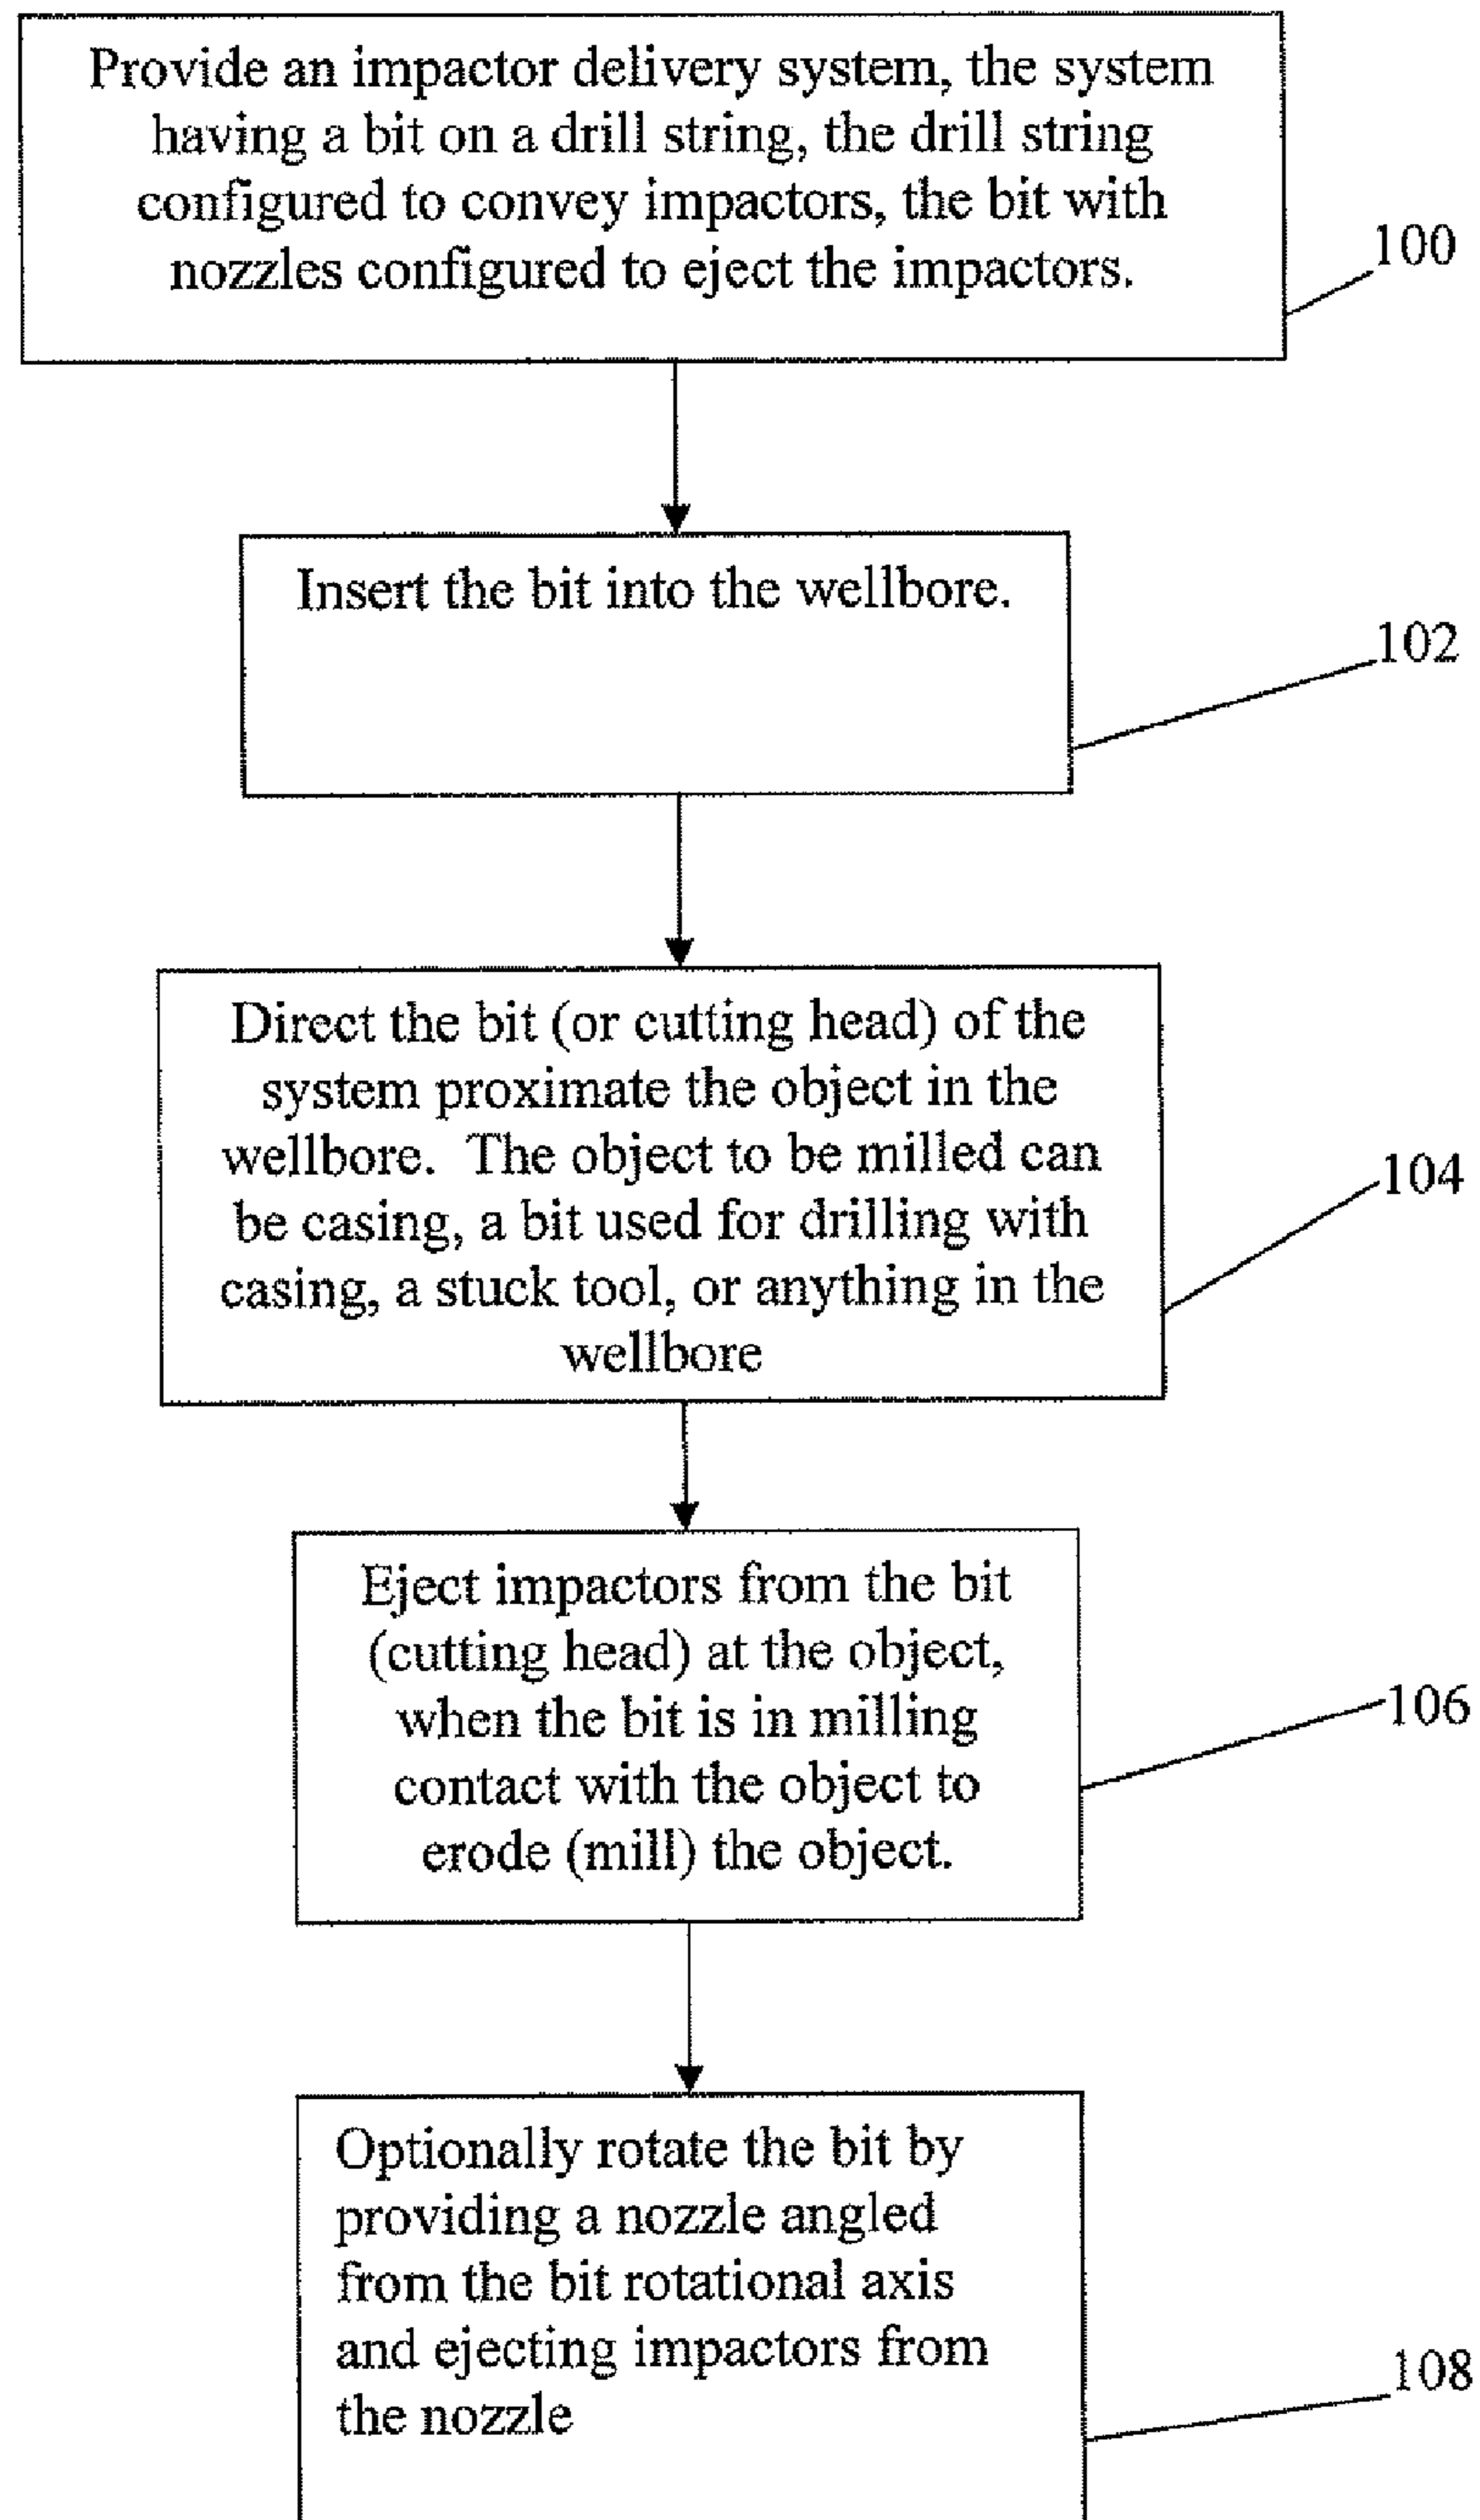 Provide an impactor delivery system, the system
having a bit on a drill string, the drill string
configured to convey impactors, the bit with
nozzles configured to eject the impactors.
100
Insert the bit into the wellbore.
102
Direct the bit (or cutting head) of the
system proximate the object in the
wellbore.  The object to be milled can
be casing, a bit used for drilling with
casing, a stuck tool, or anything in the
wellbore
104
Eject impactors from the bit
(cutting head) at the object,
when the bit is in milling
contact with the object to
erode (mill) the object.
106
Optionally rotate the bit by
providing a nozzle angled
from the bit rotational axis
and ejecting impactors from
the nozzle
108